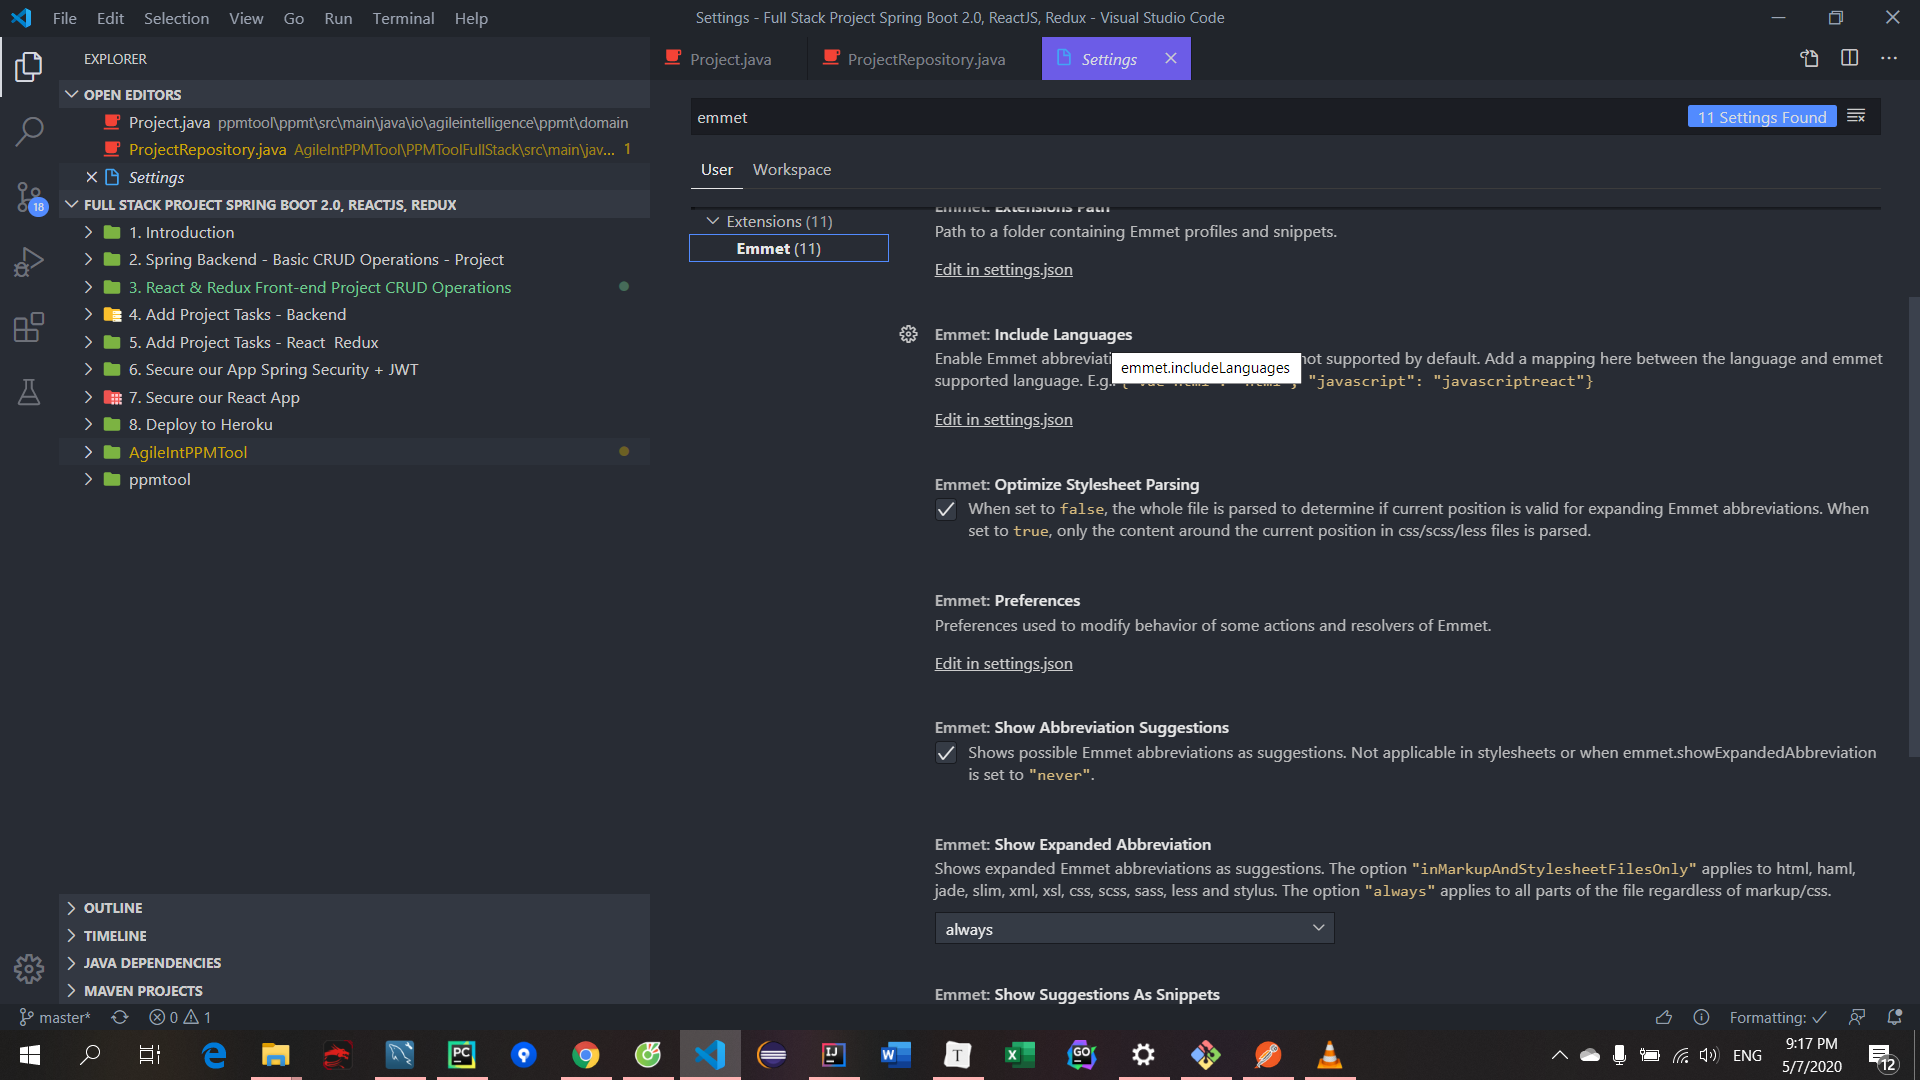 File Edit Selection View Go Run Terminal Help
Settings - Full Stack Project Spring Boot 2.0, ReactJS, Redux - Visual Studio Code
EXPLORER
Project.java
ProjectRepository.java
Settings
OPEN EDITORS
Project.java ppmtool\ppmt\src\main\java\io\agileintelligence\ppmt\domain
ProjectRepository.java AgileIntPPMTool\PPMToolFullStack\src\main\jav... 1
Settings
FULL STACK PROJECT SPRING BOOT 2.0, REACTJS, REDUX
1. Introduction
2. Spring Backend - Basic CRUD Operations - Project
3. React & Redux Front-end Project CRUD Operations
4. Add Project Tasks - Backend
5. Add Project Tasks - React Redux
6. Secure our App Spring Security + JWT
7. Secure our React App
8. Deploy to Heroku
AgileIntPPMTool
ppmtool
OUTLINE
TIMELINE
JAVA DEPENDENCIES
MAVEN PROJECTS
18
emmet
11 Settings Found
User Workspace
Extensions (11)
Emmet (11)
Emmet: Extensions Path
Path to a folder containing Emmet profiles and snippets.
Edit in settings.json
Emmet: Include Languages
Enable Emmet abbreviati not supported by default. Add a mapping here between the language and emmet
emmet.includeLanguages
supported language. E.g.: "javascript": "javascriptreact"}
Edit in settings.json
Emmet: Optimize Stylesheet Parsing
When set to false, the whole file is parsed to determine if current position is valid for expanding Emmet abbreviations. When
set to true, only the content around the current position in css/scss/less files is parsed.
Emmet: Preferences
Preferences used to modify behavior of some actions and resolvers of Emmet.
Edit in settings.json
Emmet: Show Abbreviation Suggestions
Shows possible Emmet abbreviations as suggestions. Not applicable in stylesheets or when emmet.showExpandedAbbreviation
is set to "never".
Emmet: Show Expanded Abbreviation
Shows expanded Emmet abbreviations as suggestions. The option "inMarkupAndStylesheetFilesOnly" applies to html, haml,
jade, slim, xml, xsl, css, scss, sass, less and stylus. The option "always" applies to all parts of the file regardless of markup/css.
always
Emmet: Show Suggestions As Snippets
master* 0 1
Formatting:
PC
IJ
W
T
X
GO
ENG
9:17 PM
5/7/2020
12